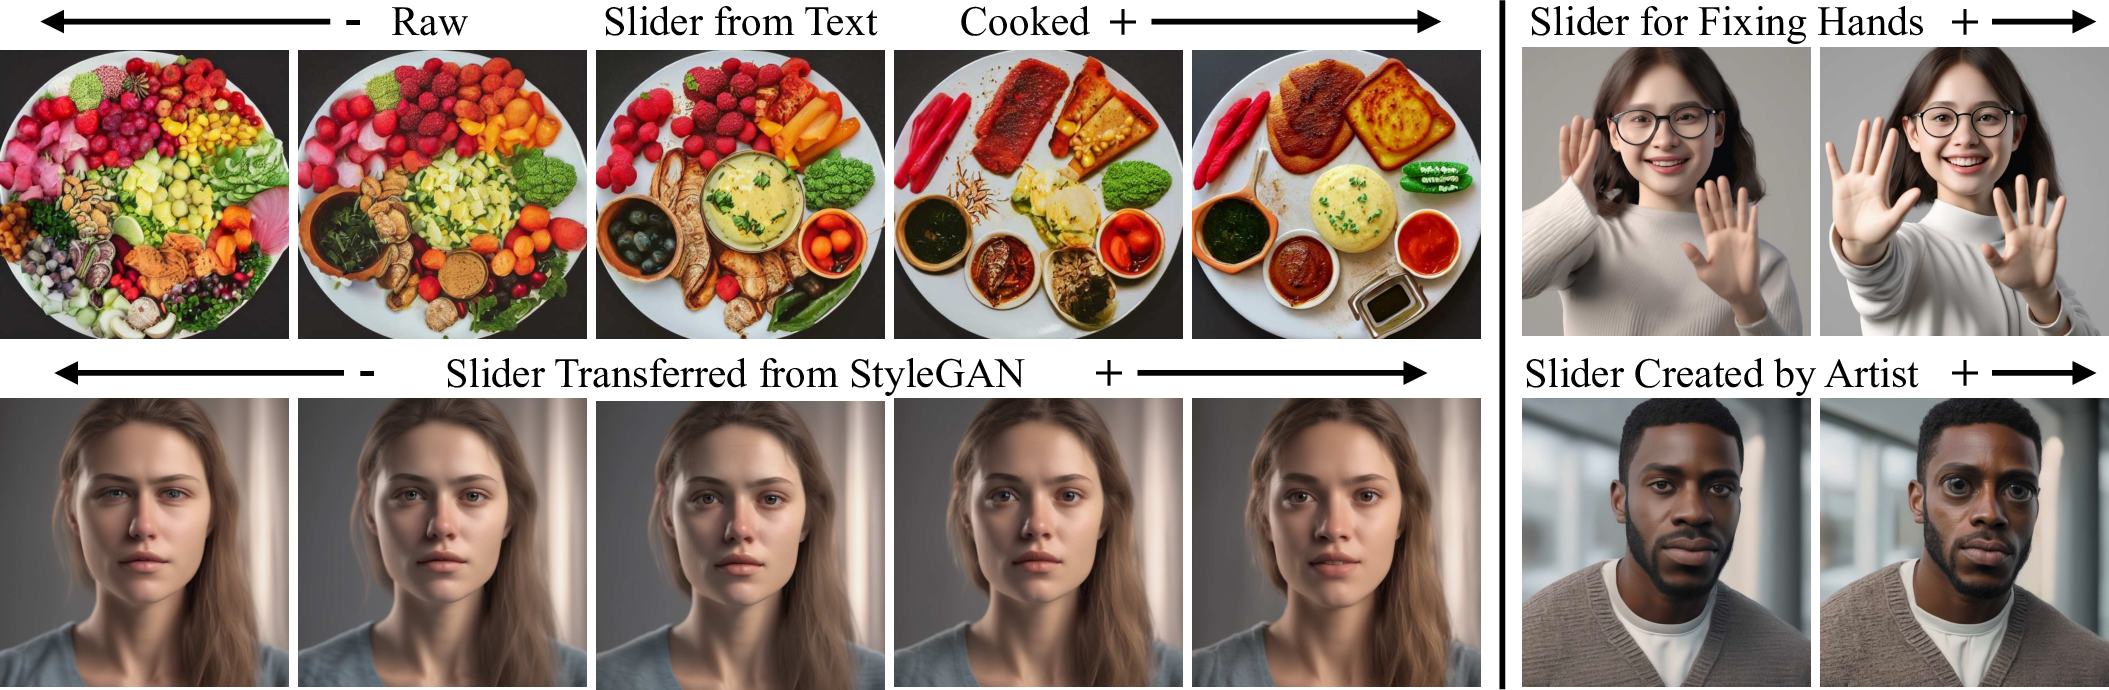 - Raw Slider from Text Cooked +
Slider for Fixing Hands +
- Slider Transferred from StyleGAN +
Slider Created by Artist +